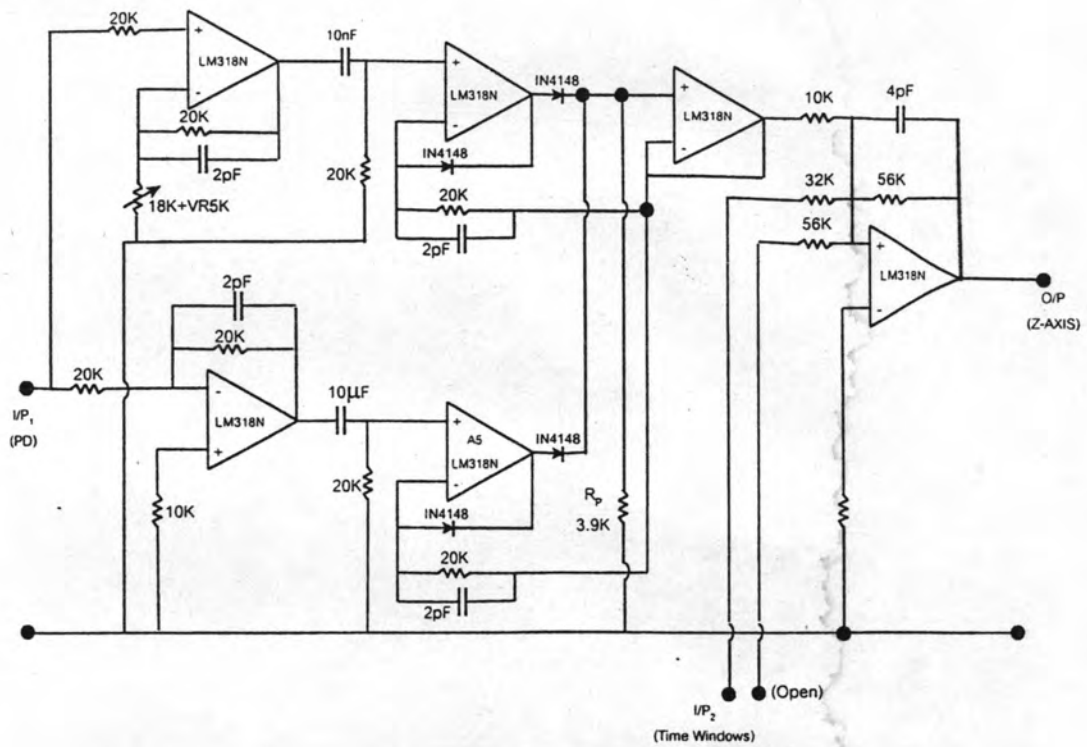 20K
+
LM318N
-
20K
2pF
18K+VR5K
10nF
20K
+
LM318N
-
IN4148
IN4148
20K
2pF
+
LM318N
-
10K
4pF
32K
56K
56K
+
LM318N
-
O/P
(Z-AXIS)
2pF
20K
20K
I/P₁
(PD)
-
LM318N
+
10K
10µF
20K
+
A5
LM318N
-
IN4148
IN4148
20K
2pF
Rₚ
3.9K
(Open)
I/P₂
(Time Windows)